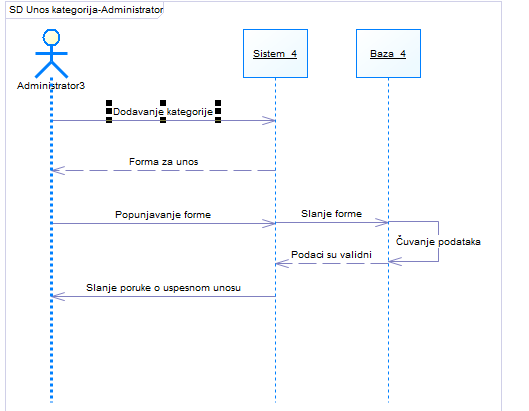 SD Unos kategorija-Administrator
Administrator3
Sistem_4
Baza_4
Dodavanje kategorije
Forma za unos
Popunjavanje forme
Slanje forme
Čuvanje podataka
Podaci su validni
Slanje poruke o uspesnom unosu